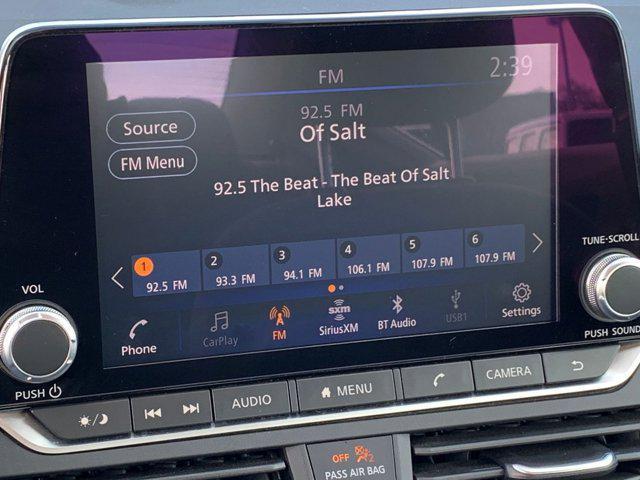 FM
2:39
92.5 FM
Of Salt
Source
FM Menu
92.5 The Beat - The Beat Of Salt
Lake
1 2 3 4 5 6
92.5 FM 93.3 FM 94.1 FM 106.1 FM 107.9 FM 107.9 FM
Phone CarPlay FM sxm SiriusXM BT Audio USB1 Settings
VOL
PUSH
TUNE·SCROLL
PUSH SOUND
AUDIO MENU CAMERA
OFF 2
PASS AIR BAG